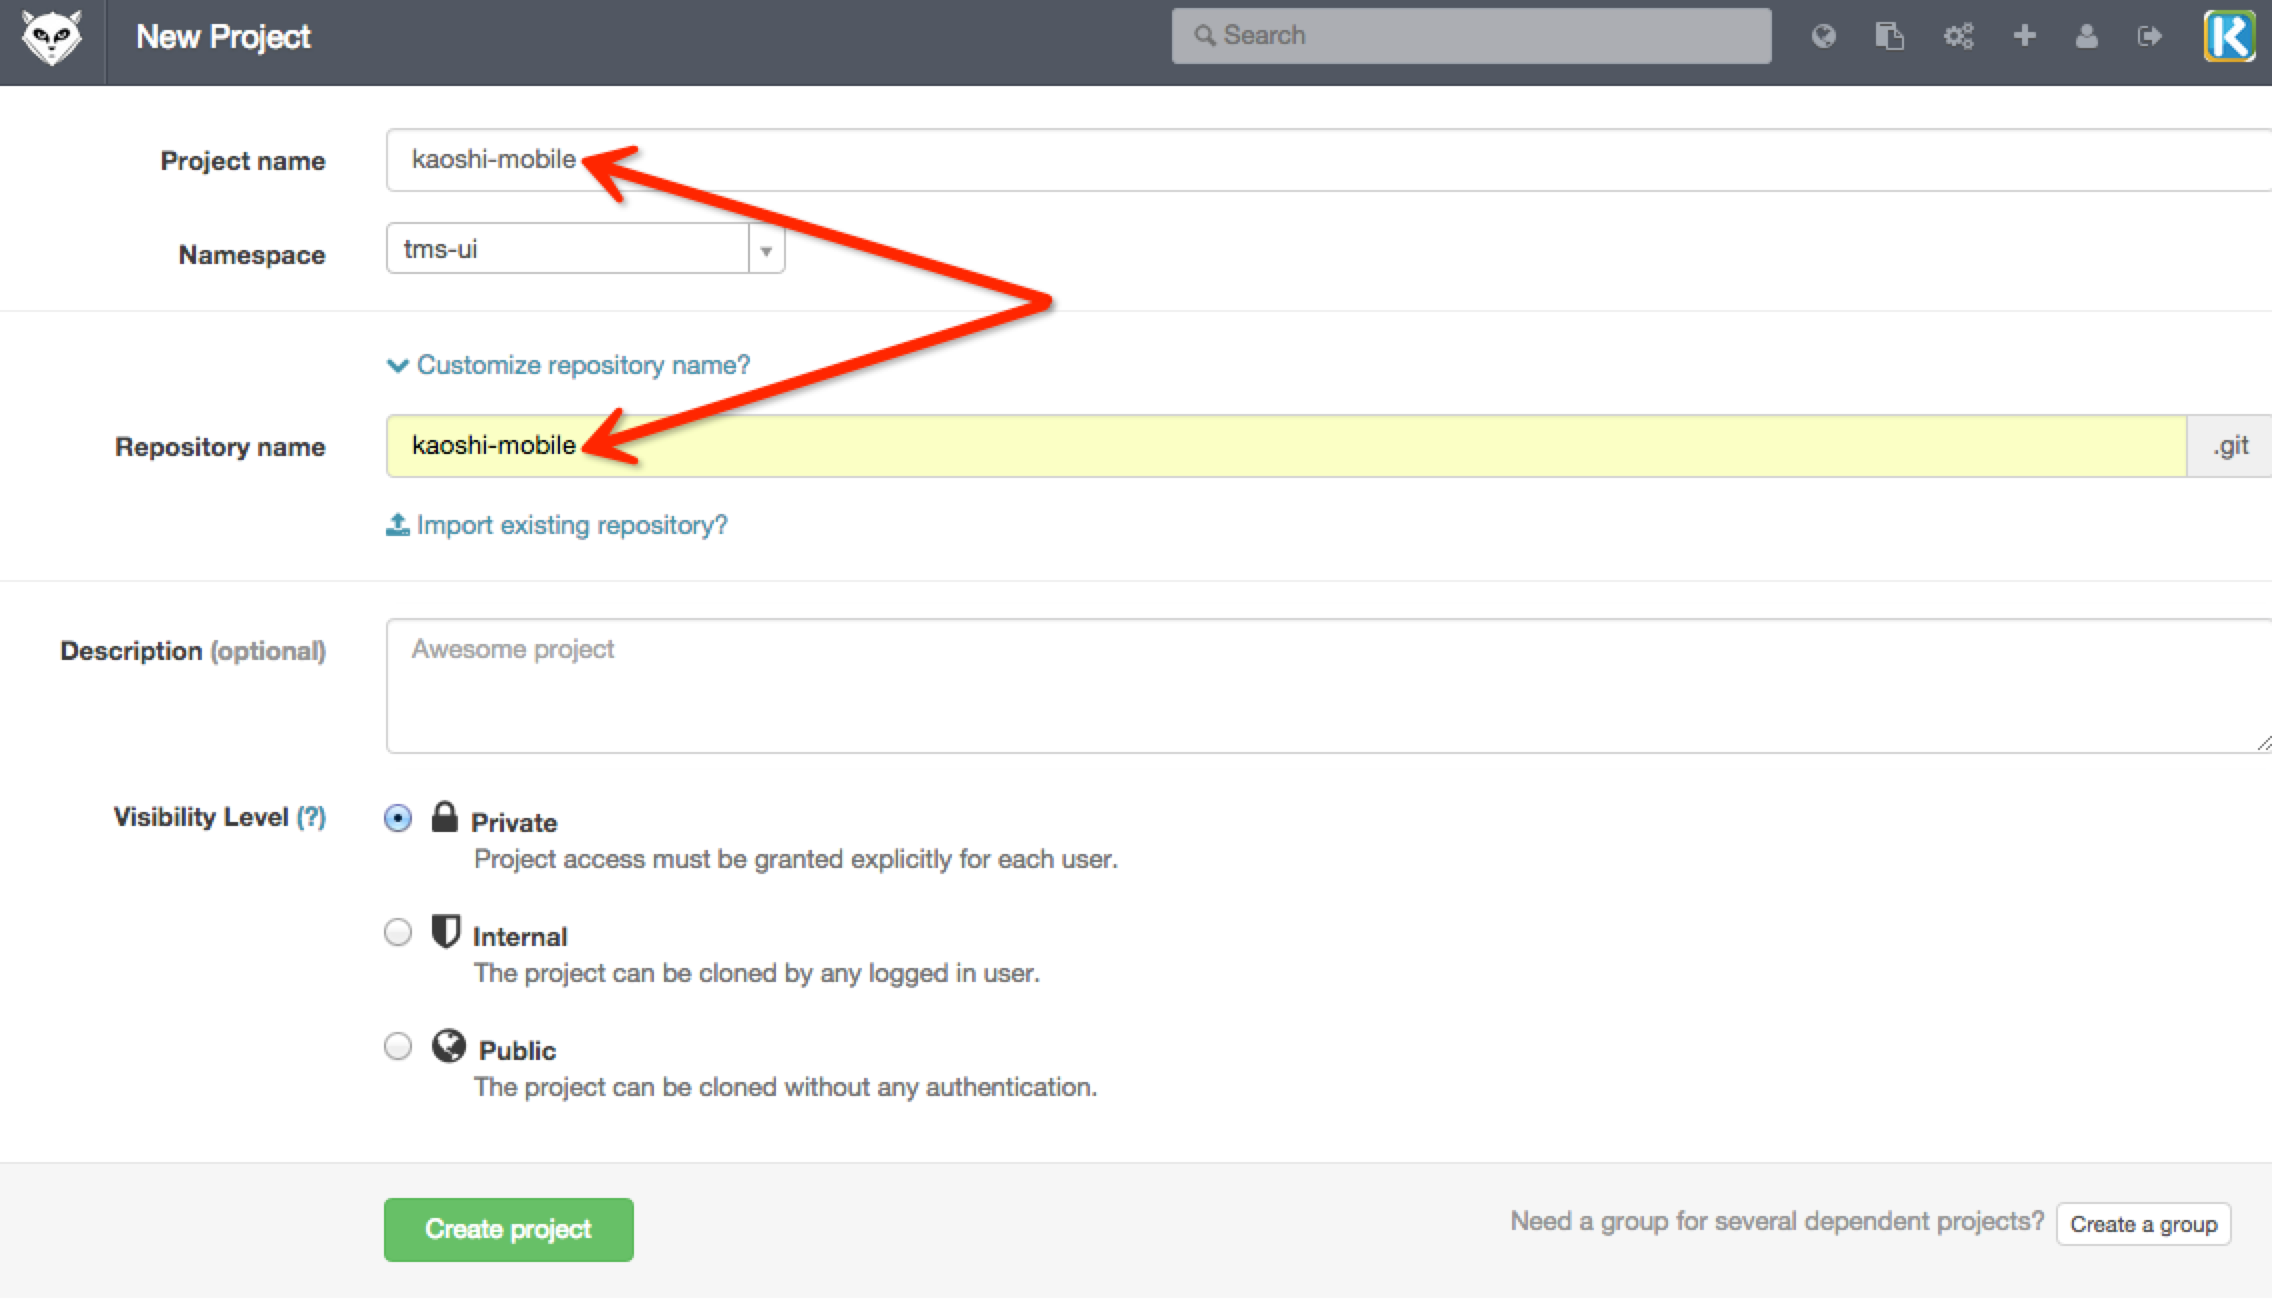 New Project
Search
K
Project name
kaoshi-mobile
Namespace
tms-ui
Customize repository name?
Repository name
kaoshi-mobile
.git
Import existing repository?
Description (optional)
Awesome project
Visibility Level (?)
Private
Project access must be granted explicitly for each user.
Internal
The project can be cloned by any logged in user.
Public
The project can be cloned without any authentication.
Create project
Need a group for several dependent projects?
Create a group